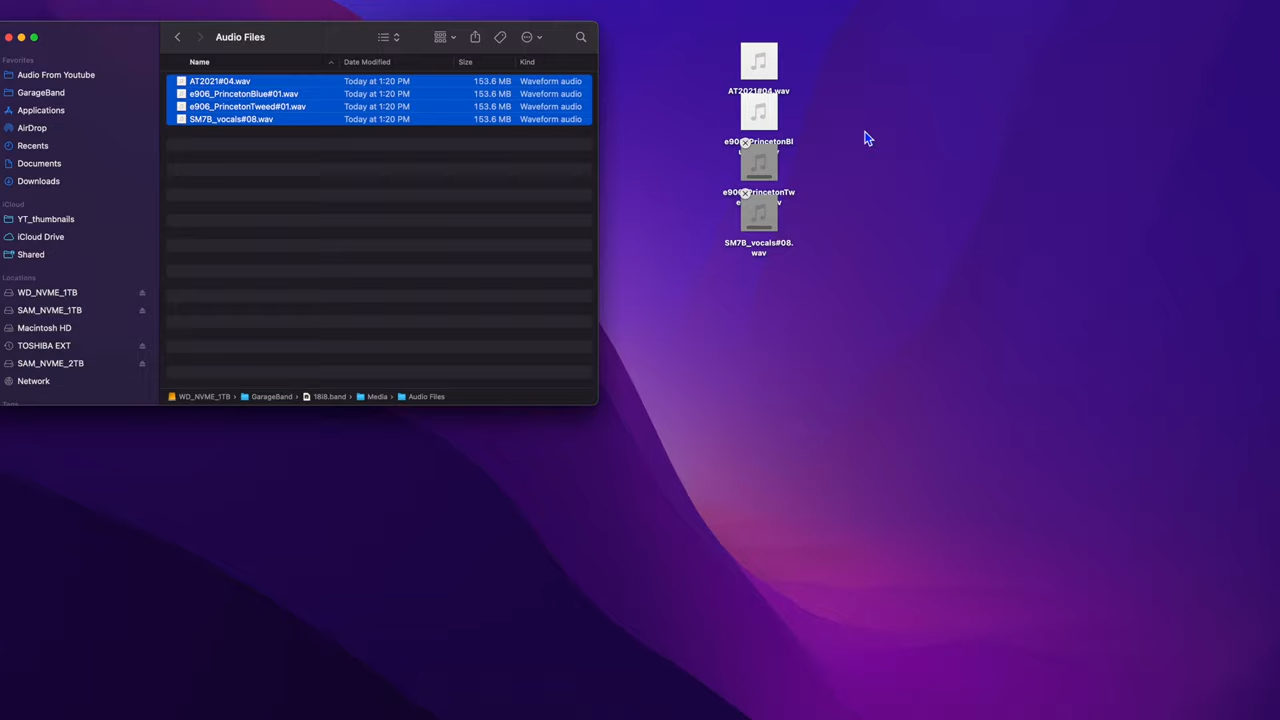 Audio Files
Favorites
Audio From Youtube
GarageBand
Applications
AirDrop
Recents
Documents
Downloads
iCloud
YT_thumbnails
iCloud Drive
Shared
Locations
WD_NVME_1TB
SAM_NVME_1TB
Macintosh HD
TOSHIBA EXT
SAM_NVME_2TB
Network
Name Date Modified Size Kind
AT2021#04.wav Today at 1:20 PM 153.6 MB Waveform audio
e906_PrincetonBlue#01.wav Today at 1:20 PM 153.6 MB Waveform audio
e906_PrincetonTweed#01.wav Today at 1:20 PM 153.6 MB Waveform audio
SM7B_vocals#08.wav Today at 1:20 PM 153.6 MB Waveform audio
WD_NVME_1TB › GarageBand › 18i8.band › Media › Audio Files
AT2021#04.wav
SM7B_vocals#08.
wav